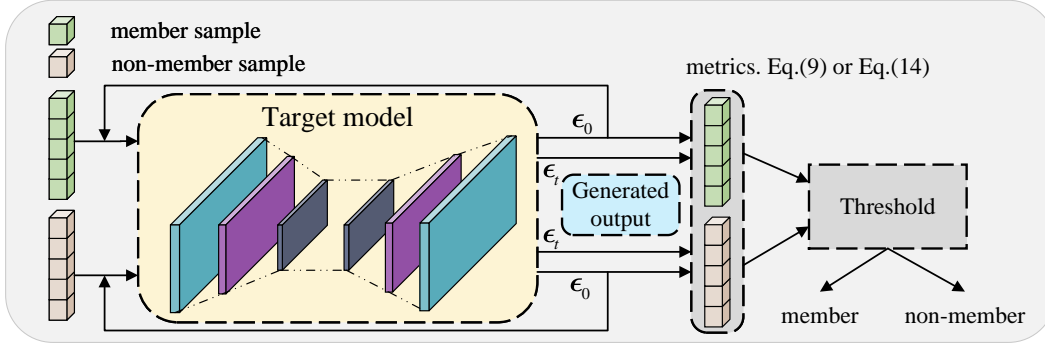 member sample
non-member sample
metrics. Eq.(9) or Eq.(14)
Target model
ϵ0
ϵt
Generated
output
ϵt
ϵ0
Threshold
member
non-member